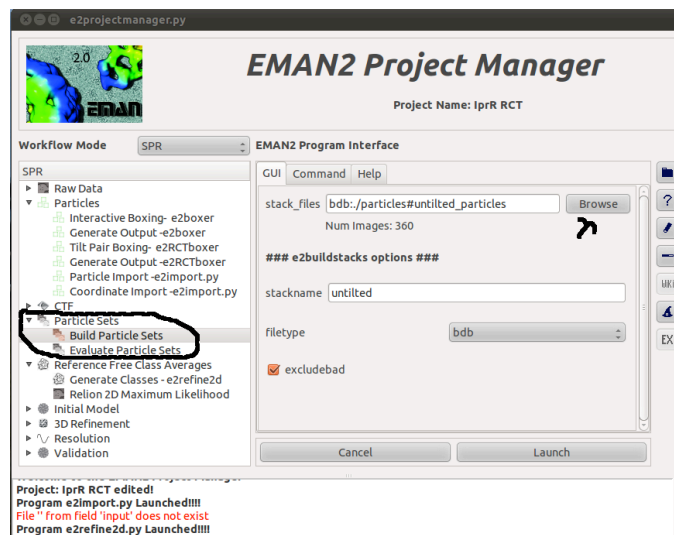 e2projectmanager.py
2.0
EMAN
EMAN2 Project Manager
Project Name: IprR RCT
Workflow Mode
SPR
EMAN2 Program Interface
SPR
Raw Data
Particles
Interactive Boxing- e2boxer
Generate Output -e2boxer
Tilt Pair Boxing- e2RCTboxer
Generate Output -e2RCTboxer
Particle Import -e2import.py
Coordinate Import -e2import.py
CTF
Particle Sets
Build Particle Sets
Evaluate Particle Sets
Reference Free Class Averages
Generate Classes - e2refine2d
Relion 2D Maximum Likelihood
Initial Model
3D Refinement
Resolution
Validation
GUI Command Help
stack_files bdb:./particles#untilted_particles Browse
Num Images: 360
### e2buildstacks options ###
stackname untilted
filetype bdb
excludebad
Cancel Launch
?
EX
Project: IprR RCT edited!
Program e2import.py Launched!!!!
File '' from field 'input' does not exist
Program e2refine2d.py Launched!!!!